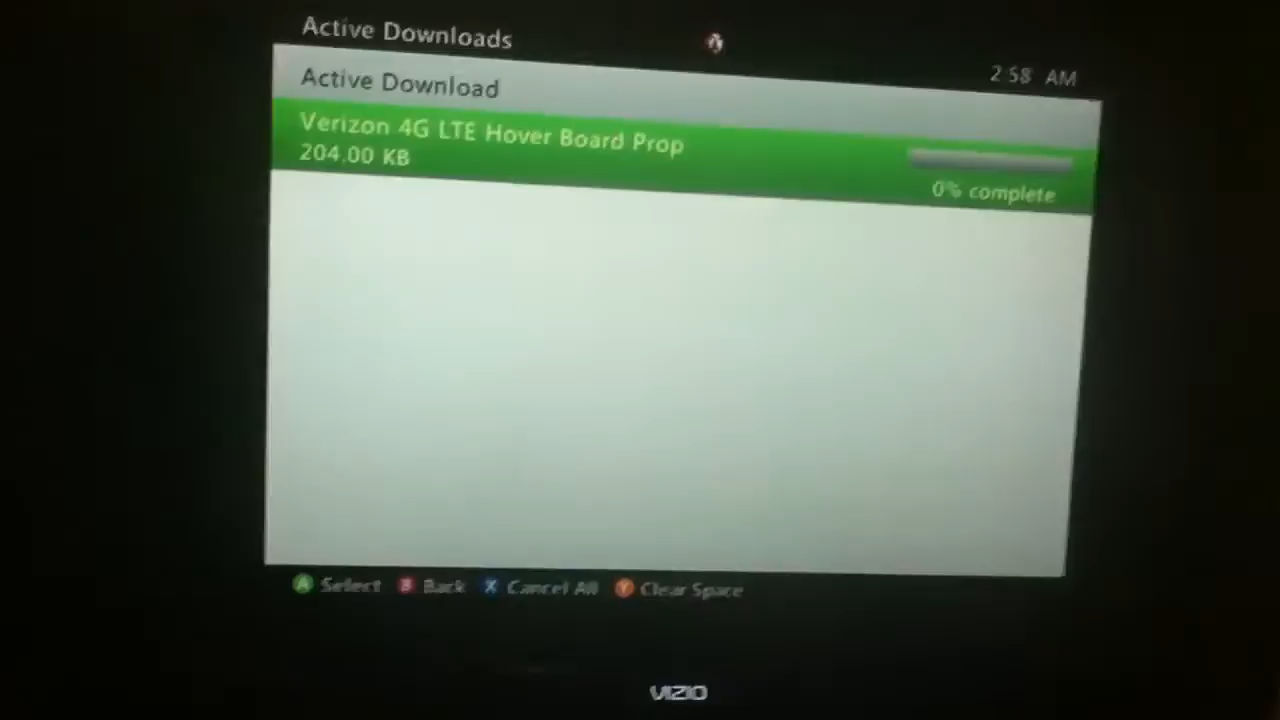 Active Downloads
2 58 AM
Active Download
Verizon 4G LTE Hover Board Prop
204.00 KB
0% complete
A Select B Back X Cancel All Y Clear Space
VIZIO